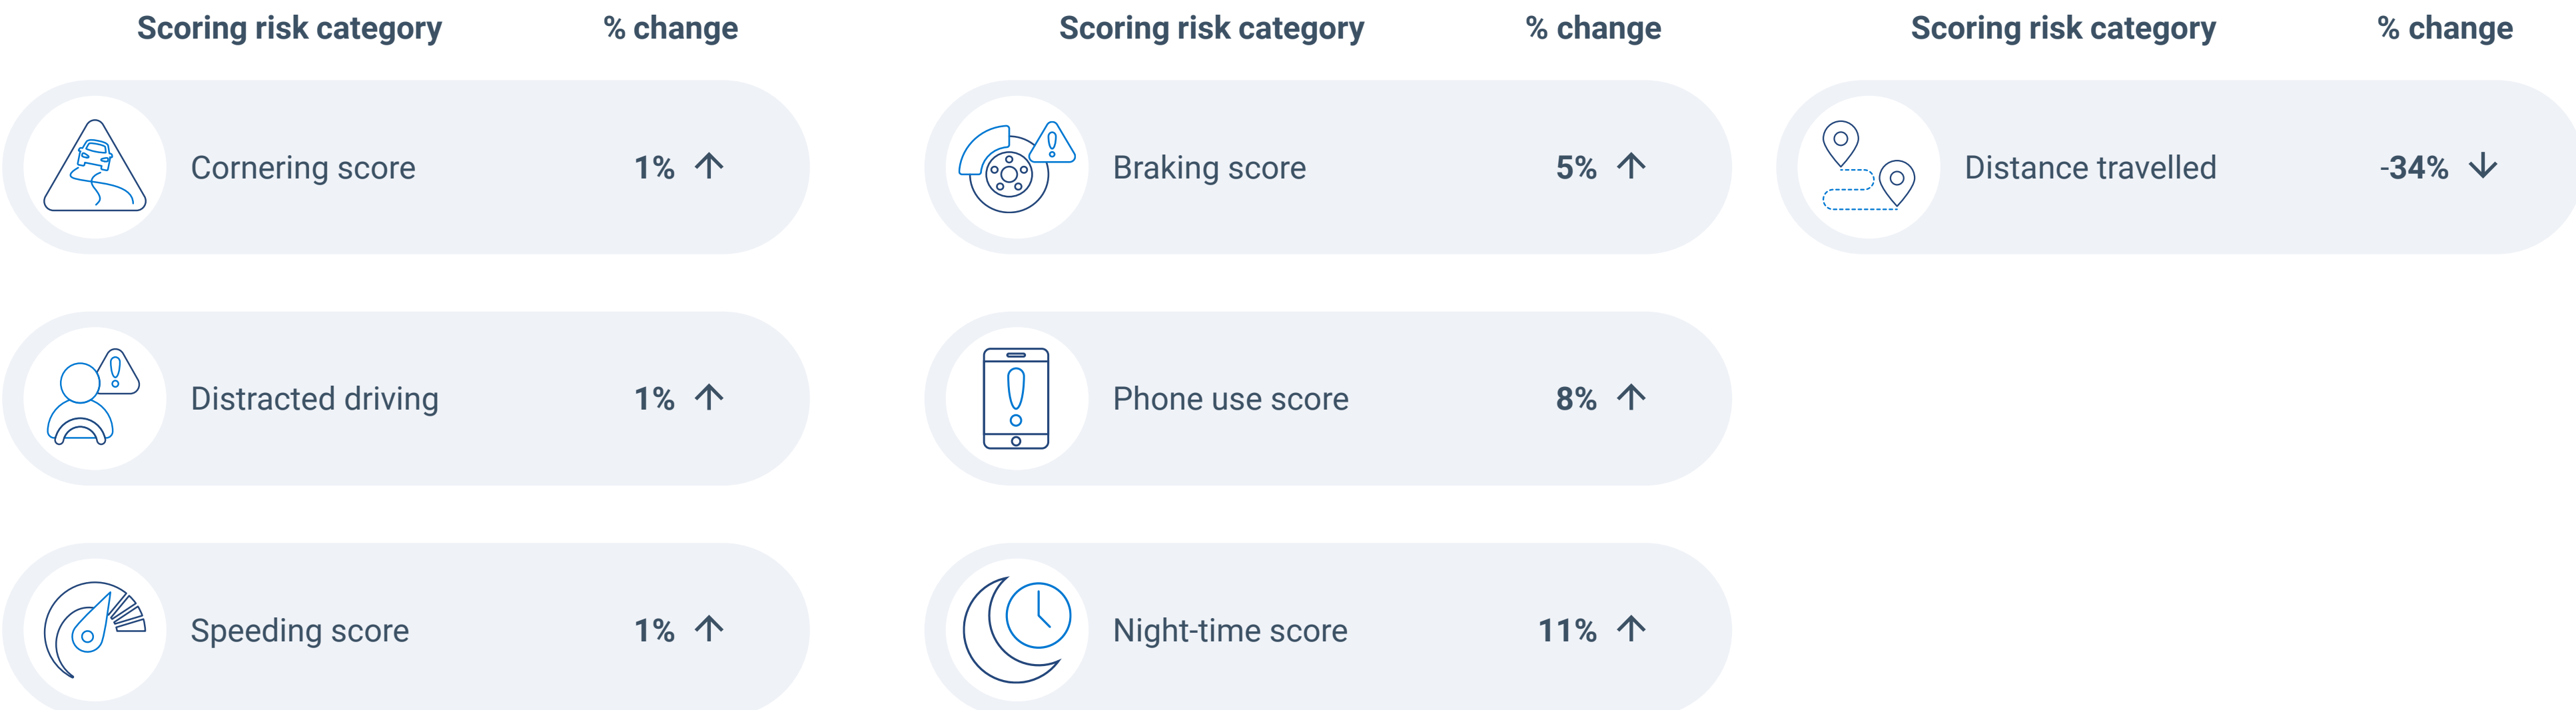 Scoring risk category % change
Cornering score 1%
Distracted driving 1%
Speeding score 1%
Scoring risk category % change
Braking score 5%
Phone use score 8%
Night-time score 11%
Scoring risk category % change
Distance travelled -34%